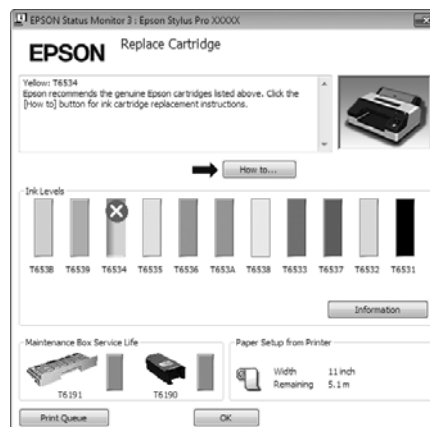 EPSON Status Monitor 3 : Epson Stylus Pro XXXXX
EPSON
Replace Cartridge
Yellow: T6534
Epson recommends the genuine Epson cartridges listed above. Click the
[How to] button for ink cartridge replacement instructions.
How to...
Ink Levels
T653B T6539 T6534 T6535 T6536 T653A T6538 T6533 T6537 T6532 T6531
Information
Maintenance Box Service Life
T6191 T6190
Paper Setup from Printer
Width 11 inch
Remaining 5.1 m
Print Queue
OK